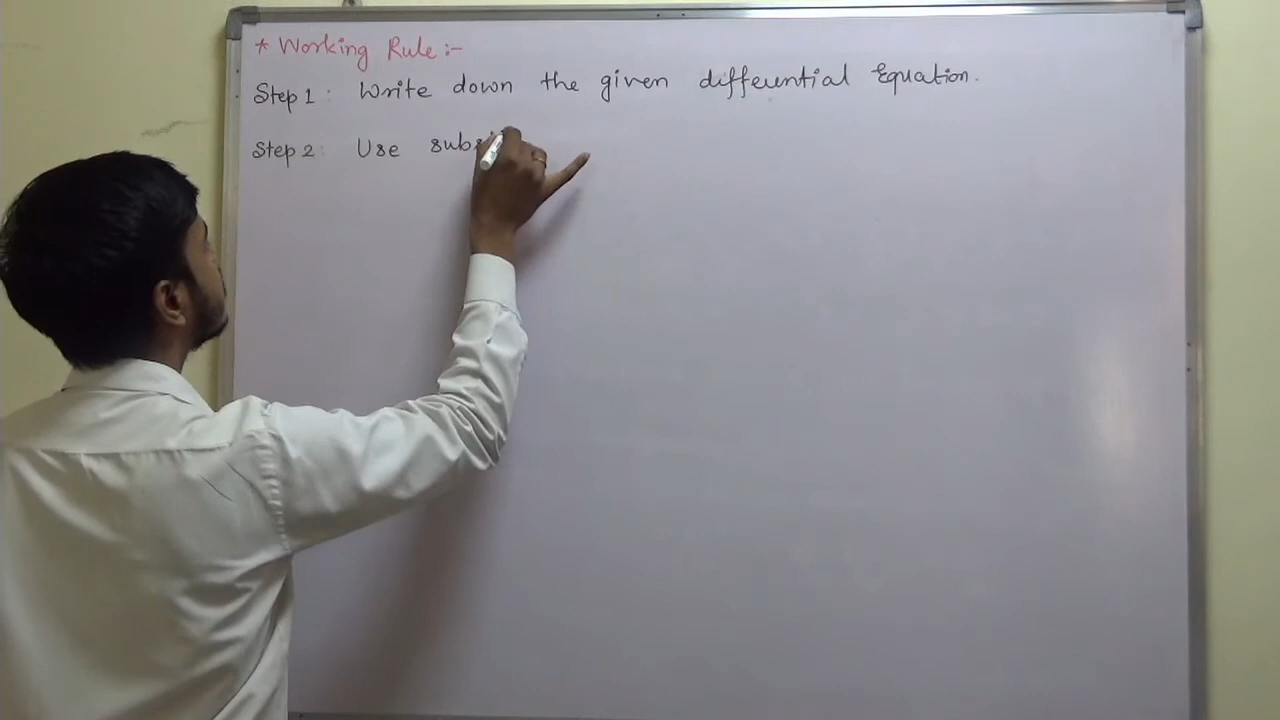 * Working Rule :-
Step 1 : Write down the given differential Equation.
Step 2 : Use